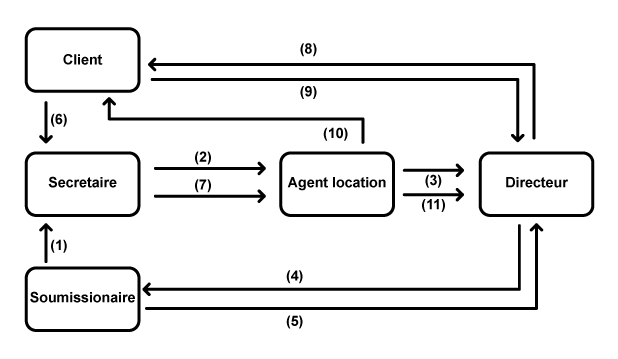 (8)
Client
(9)
(6)
(10)
(2)
Secretaire
Agent location
(3)
Directeur
(7)
(11)
(1)
(4)
Soumissionaire
(5)